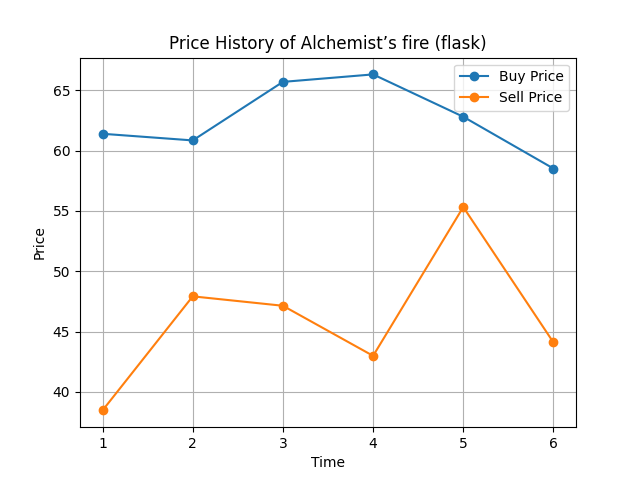 Price History of Alchemist’s fire (flask)
Buy Price
Sell Price
Price
65
60
55
50
45
40
1 2 3 4 5 6
Time